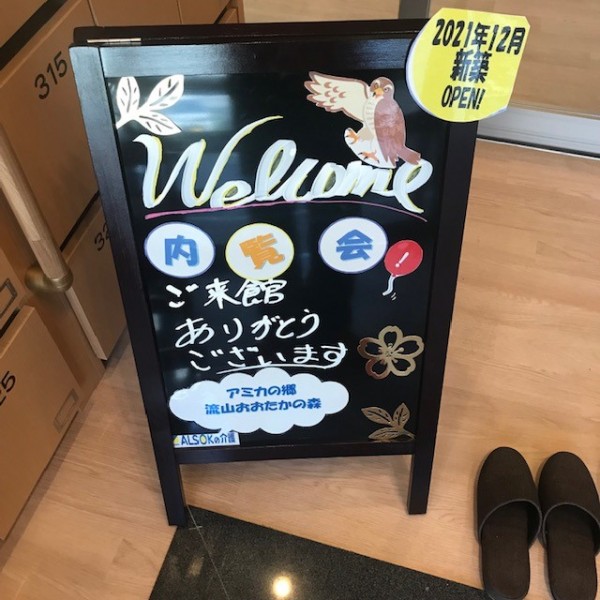 315
2021年12月
新築
OPEN!
Welcome
内覧会!
ご来館
ありがとう
ございます
アミカの郷
流山おおたかの森
ALSOKの介護